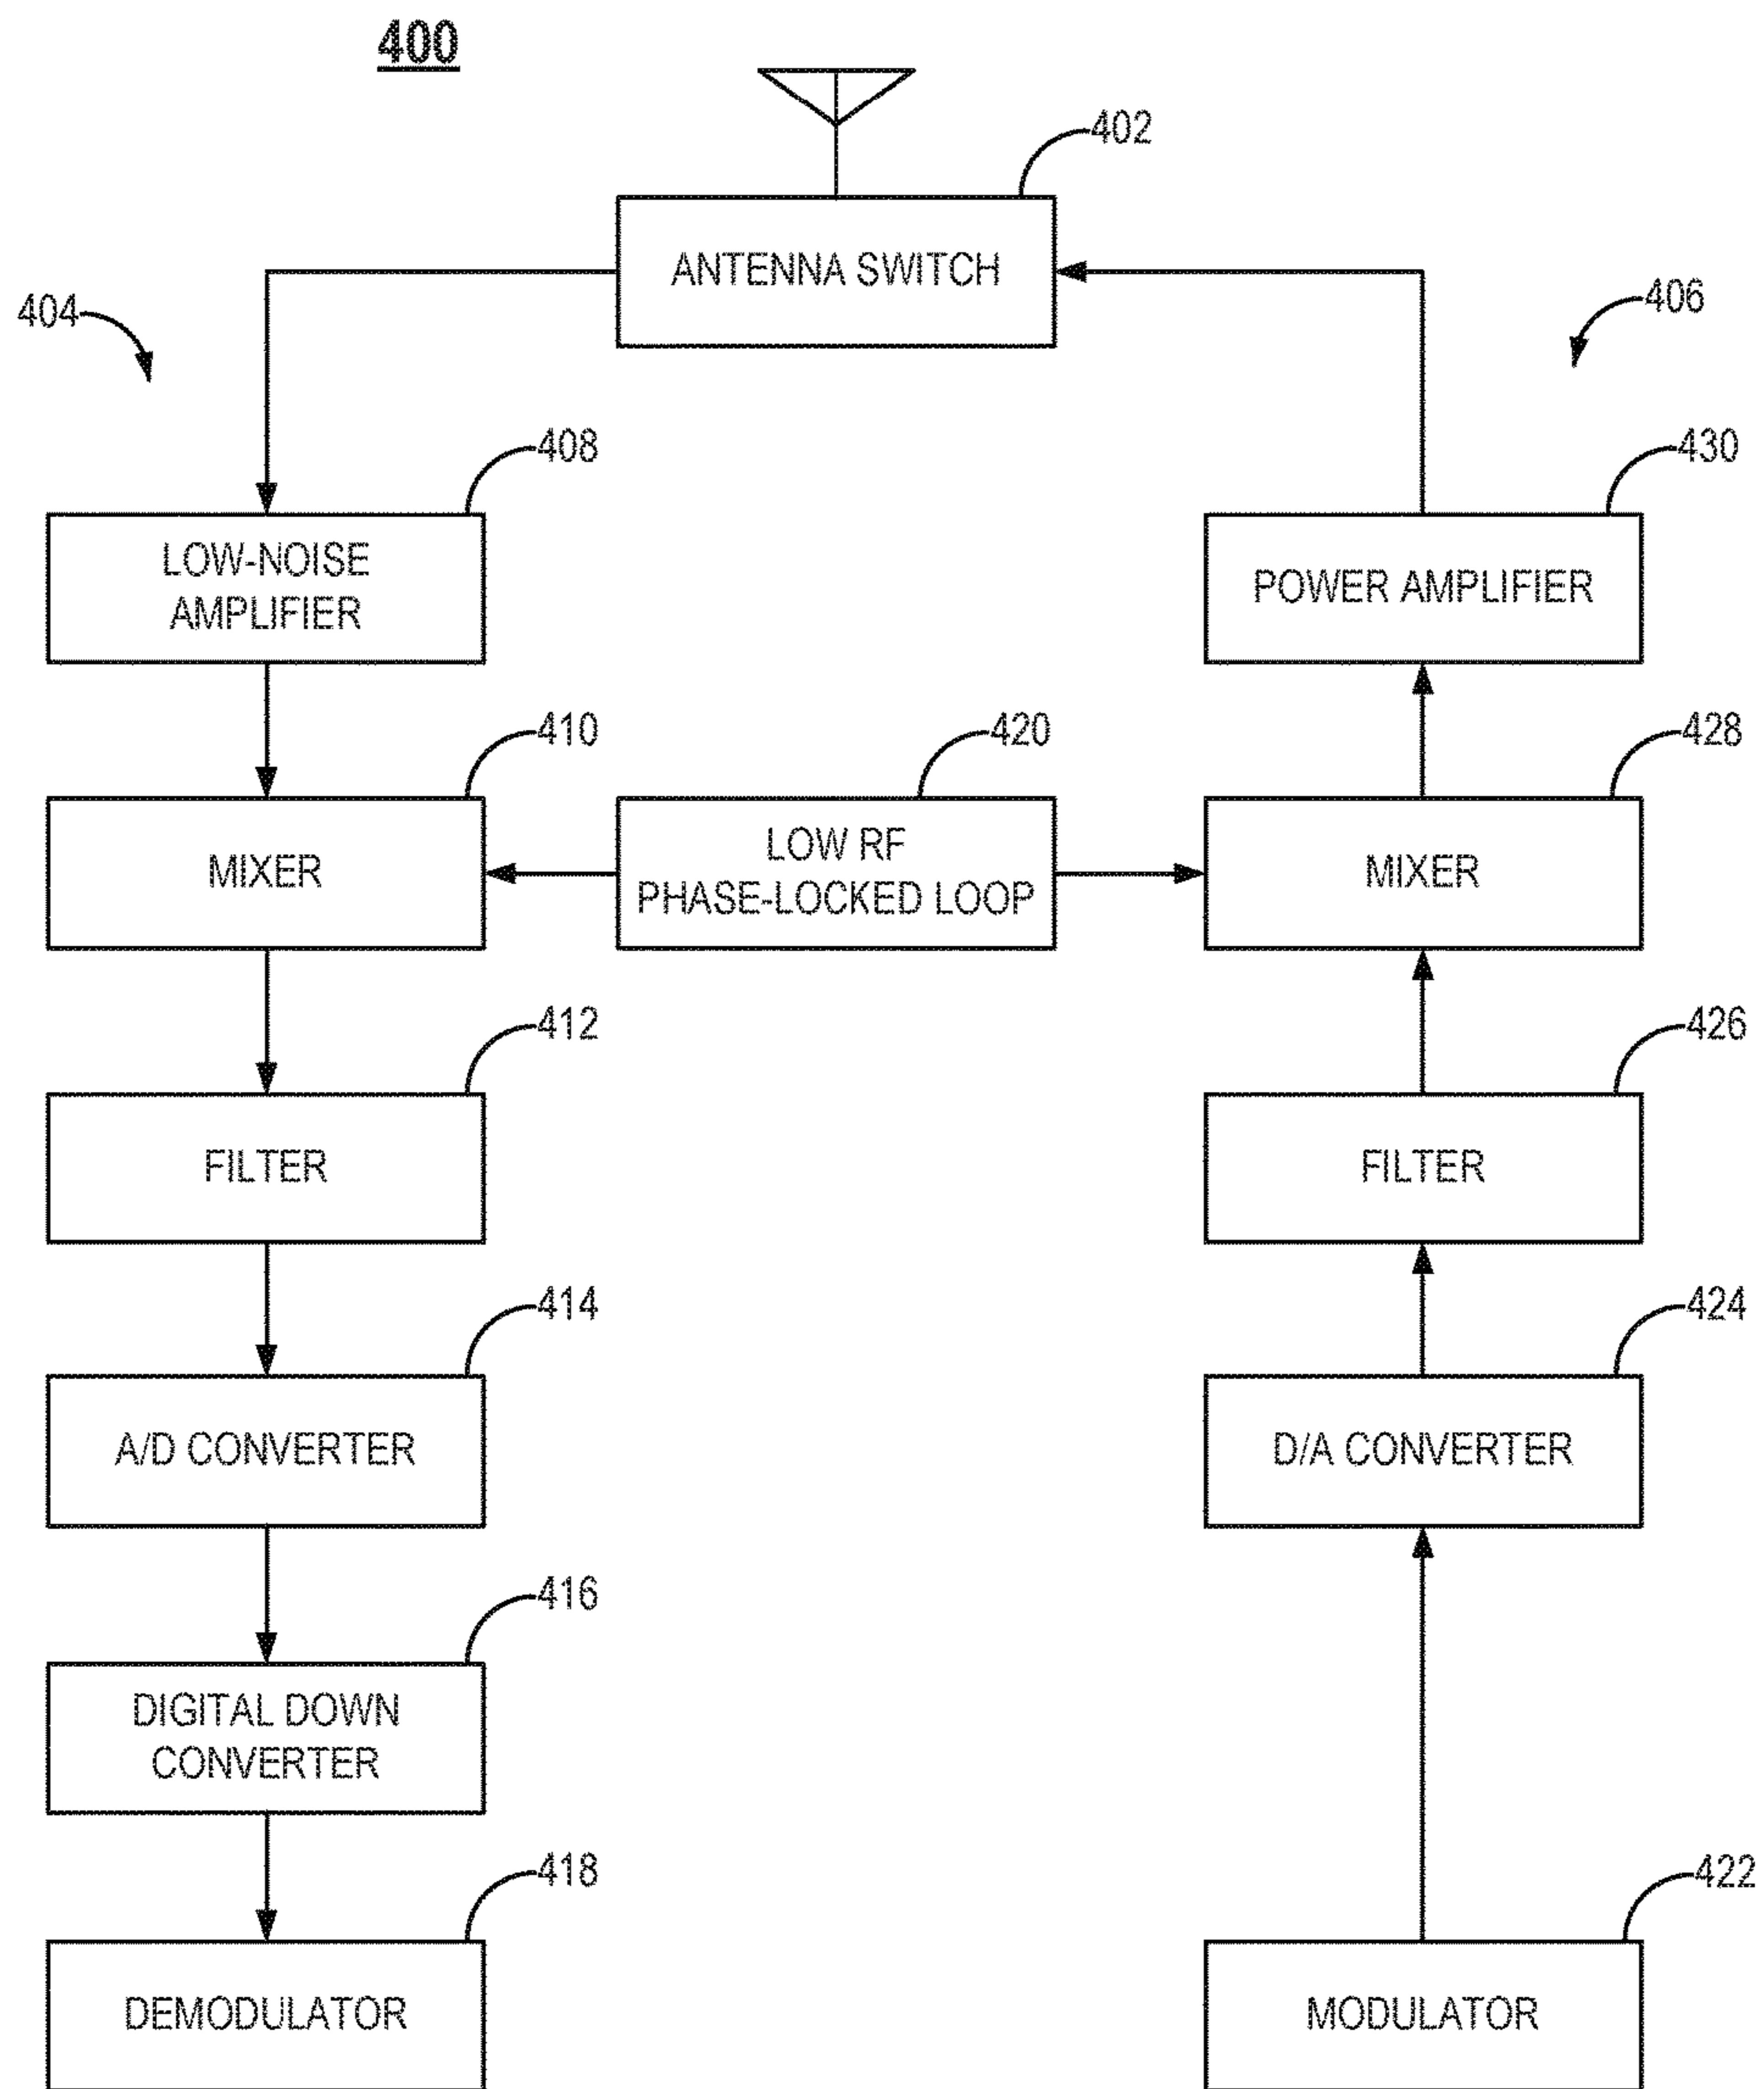 400
402
ANTENNA SWITCH
404
406
408
430
LOW-NOISE
AMPLIFIER
POWER AMPLIFIER
410
420
428
MIXER
LOW RF
PHASE-LOCKED LOOP
MIXER
412
426
FILTER
FILTER
414
424
A/D CONVERTER
D/A CONVERTER
416
DIGITAL DOWN
CONVERTER
418
422
DEMODULATOR
MODULATOR